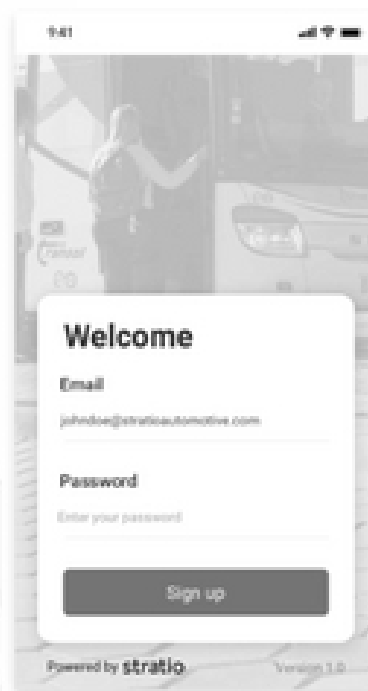 9:41
Welcome
Email
johndoe@stratioautomotive.com
Password
Enter your password
Sign up
Powered by stratio
Version 1.0